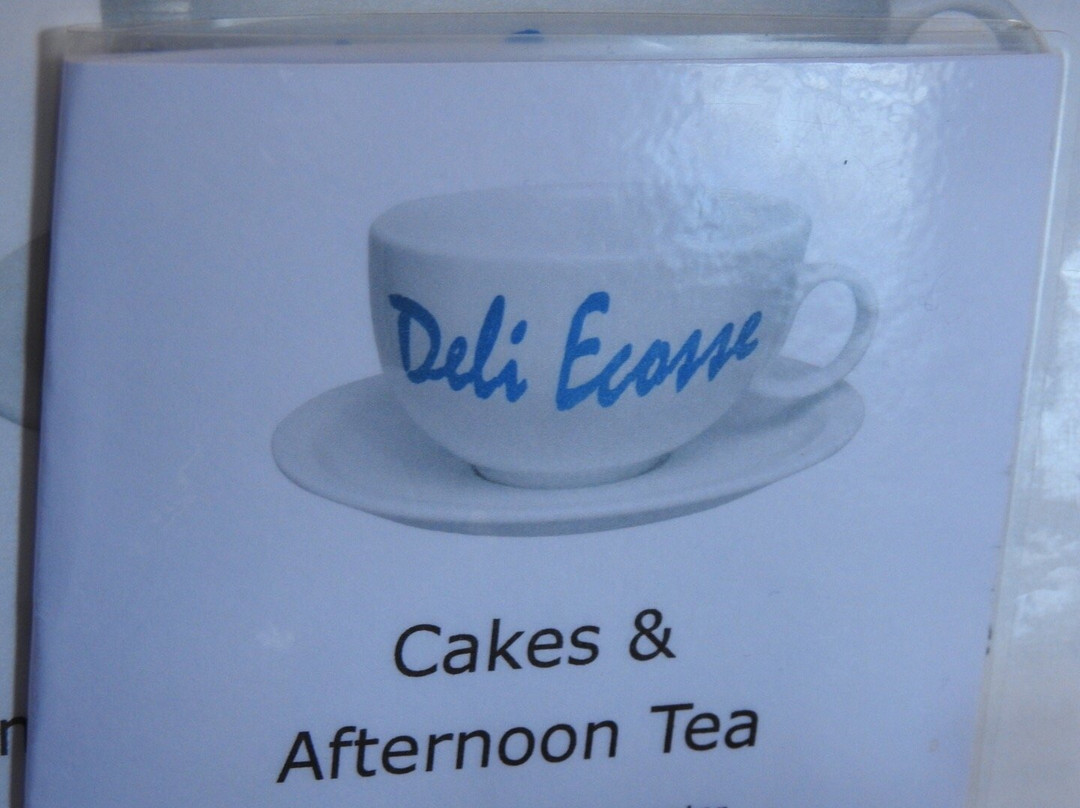 Deli Ecosse
Cakes &
Afternoon Tea